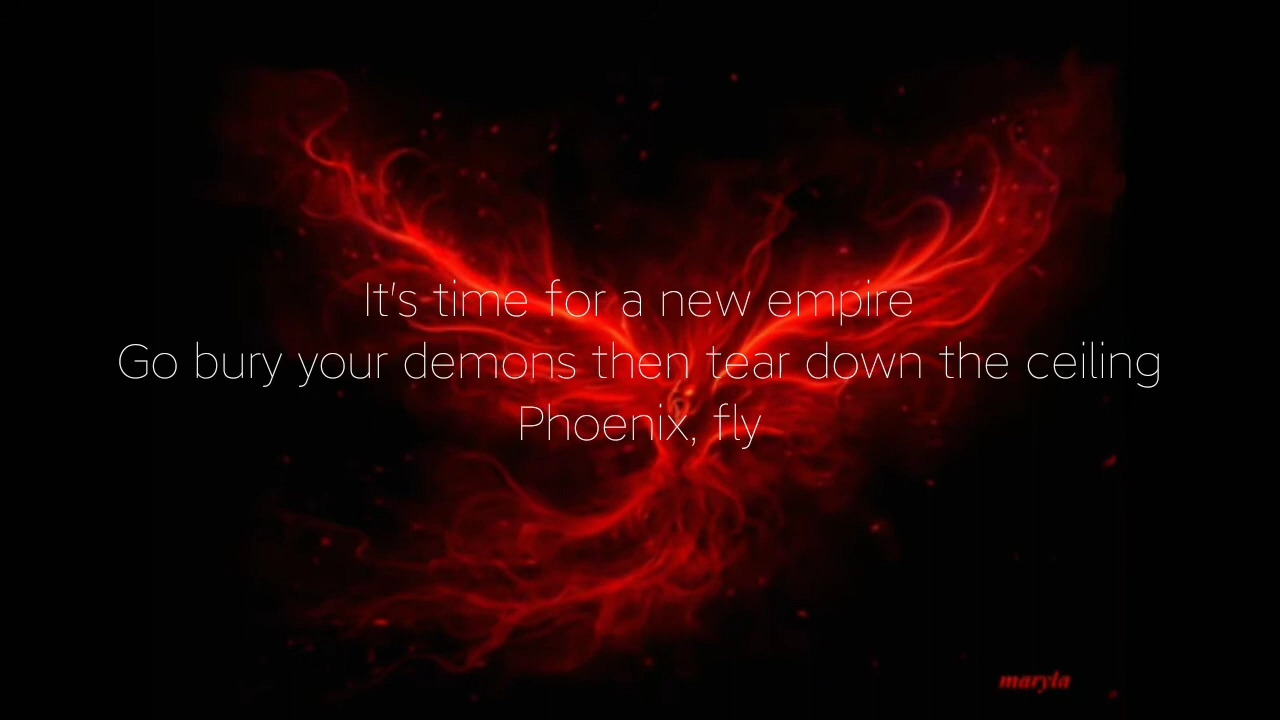 It's time for a new empire
Go bury your demons then tear down the ceiling
Phoenix, fly
maryla